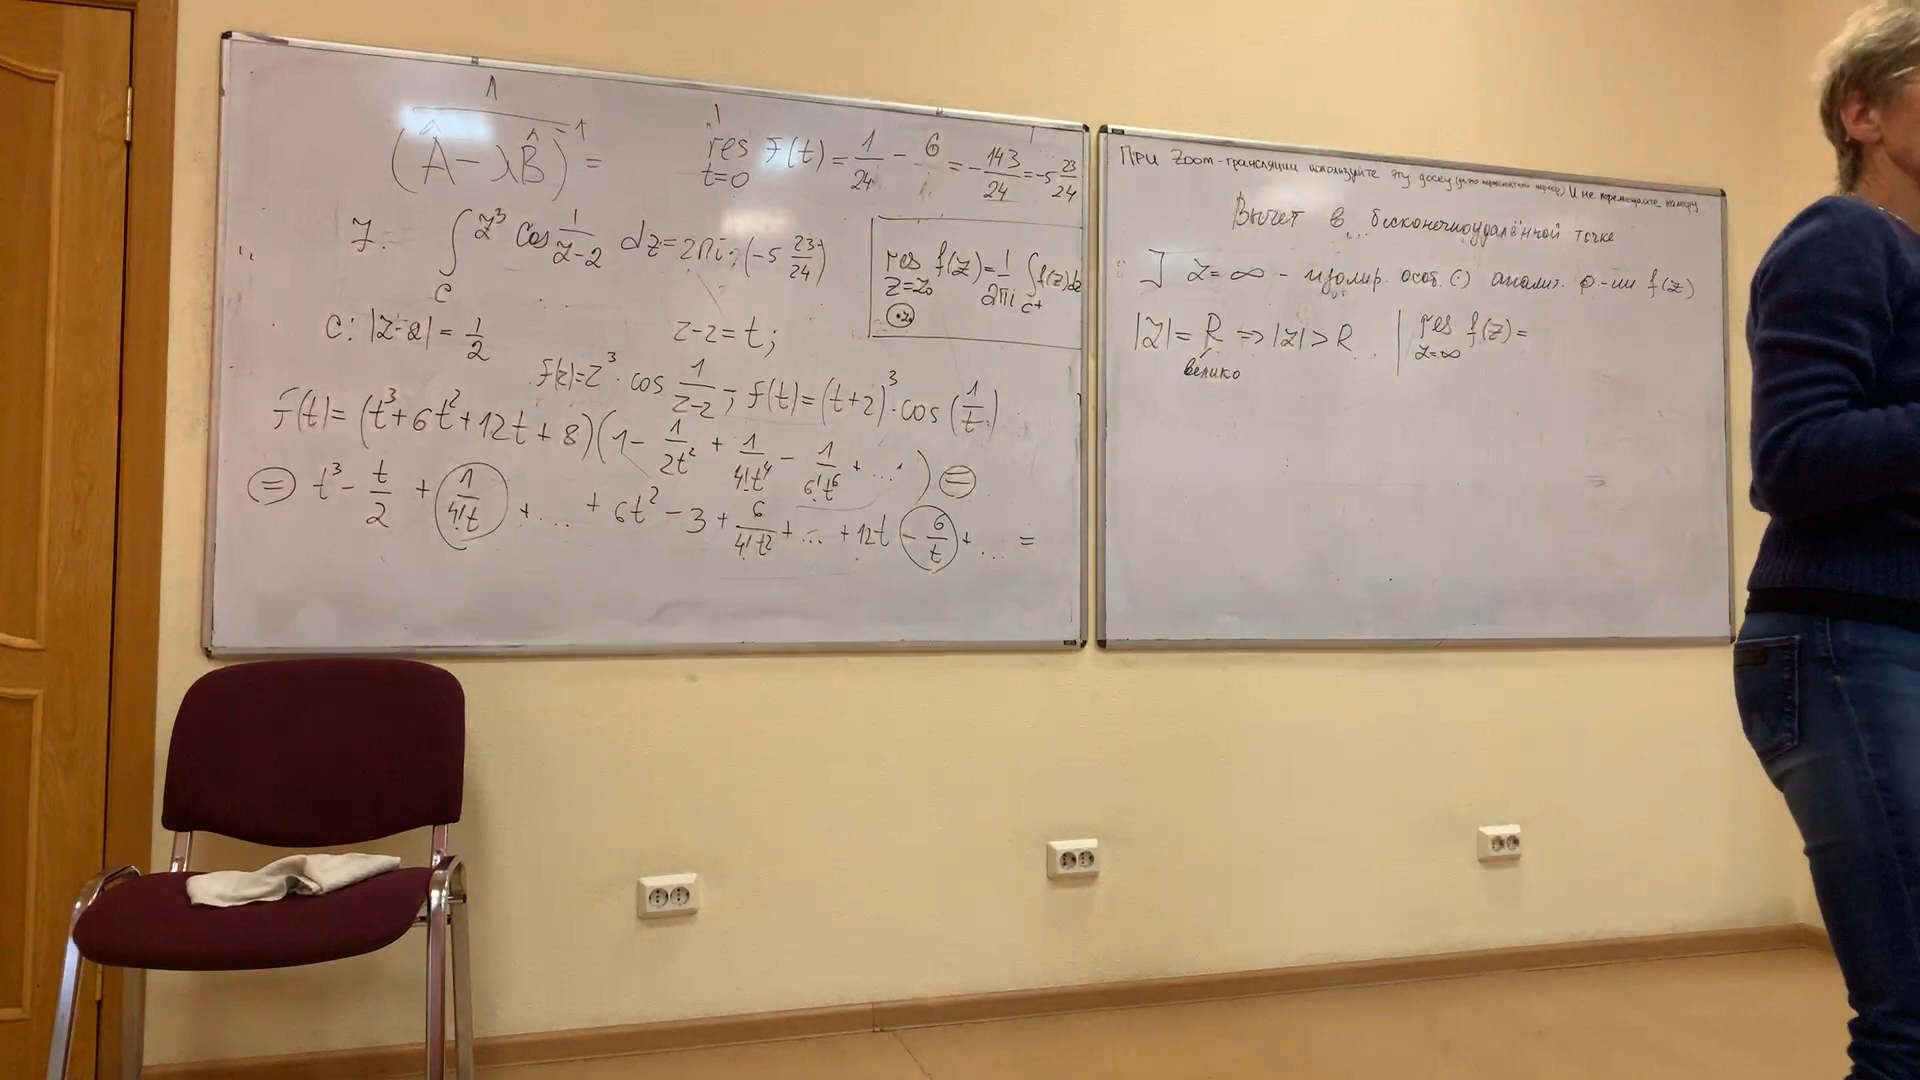 1
(Â - λB̂)⁻¹ =
res F(t) = 1/24 - 6 = -143/24 = -5 23/24
t=0
7. ∫ z³ cos 1/(z-2) dz = 2πi · (-5 23/24)
C
res f(z) = 1/2πi ∫ f(z)dz
z=z₀ C+
C: |z-2| = 1/2 z-2 = t;
f(z)=z³ · cos 1/(z-2); f(t)=(t+2)³ · cos(1/t)
F(t) = (t³+6t²+12t+8)(1 - 1/2t² + 1/4!t⁴ - 1/6!t⁶ + ...) =
= t³ - t/2 + 1/4!t + ... + 6t² - 3 + 6/4!t² + ... + 12t - 6/t + ... =
При Zoom-трансляции используйте эту доску И не перемещайте камеру
Вычет в бесконечноудалённой точке
] z=∞ - изолир. особ. (·) аналит. ф-ии f(z)
|z| = R => |z| > R | res f(z) =
велико z=∞